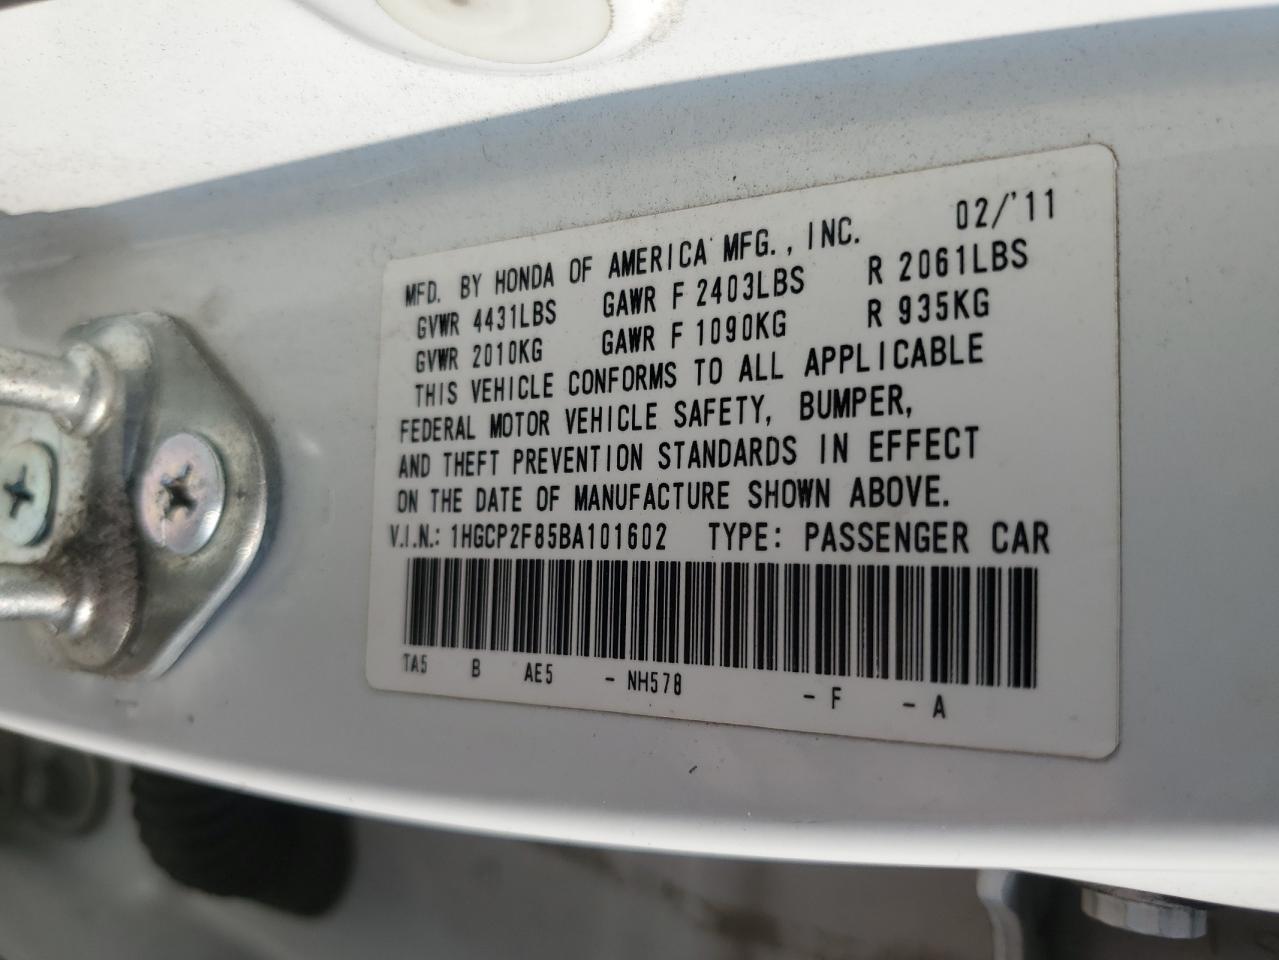 MFD. BY HONDA OF AMERICA MFG., INC. 02/'11
GVWR 4431LBS GAWR F 2403LBS R 2061LBS
GVWR 2010KG GAWR F 1090KG R 935KG
THIS VEHICLE CONFORMS TO ALL APPLICABLE
FEDERAL MOTOR VEHICLE SAFETY, BUMPER,
AND THEFT PREVENTION STANDARDS IN EFFECT
ON THE DATE OF MANUFACTURE SHOWN ABOVE.
V.I.N.: 1HGCP2F85BA101602 TYPE: PASSENGER CAR
TA5 B AE5 - NH578 - F - A